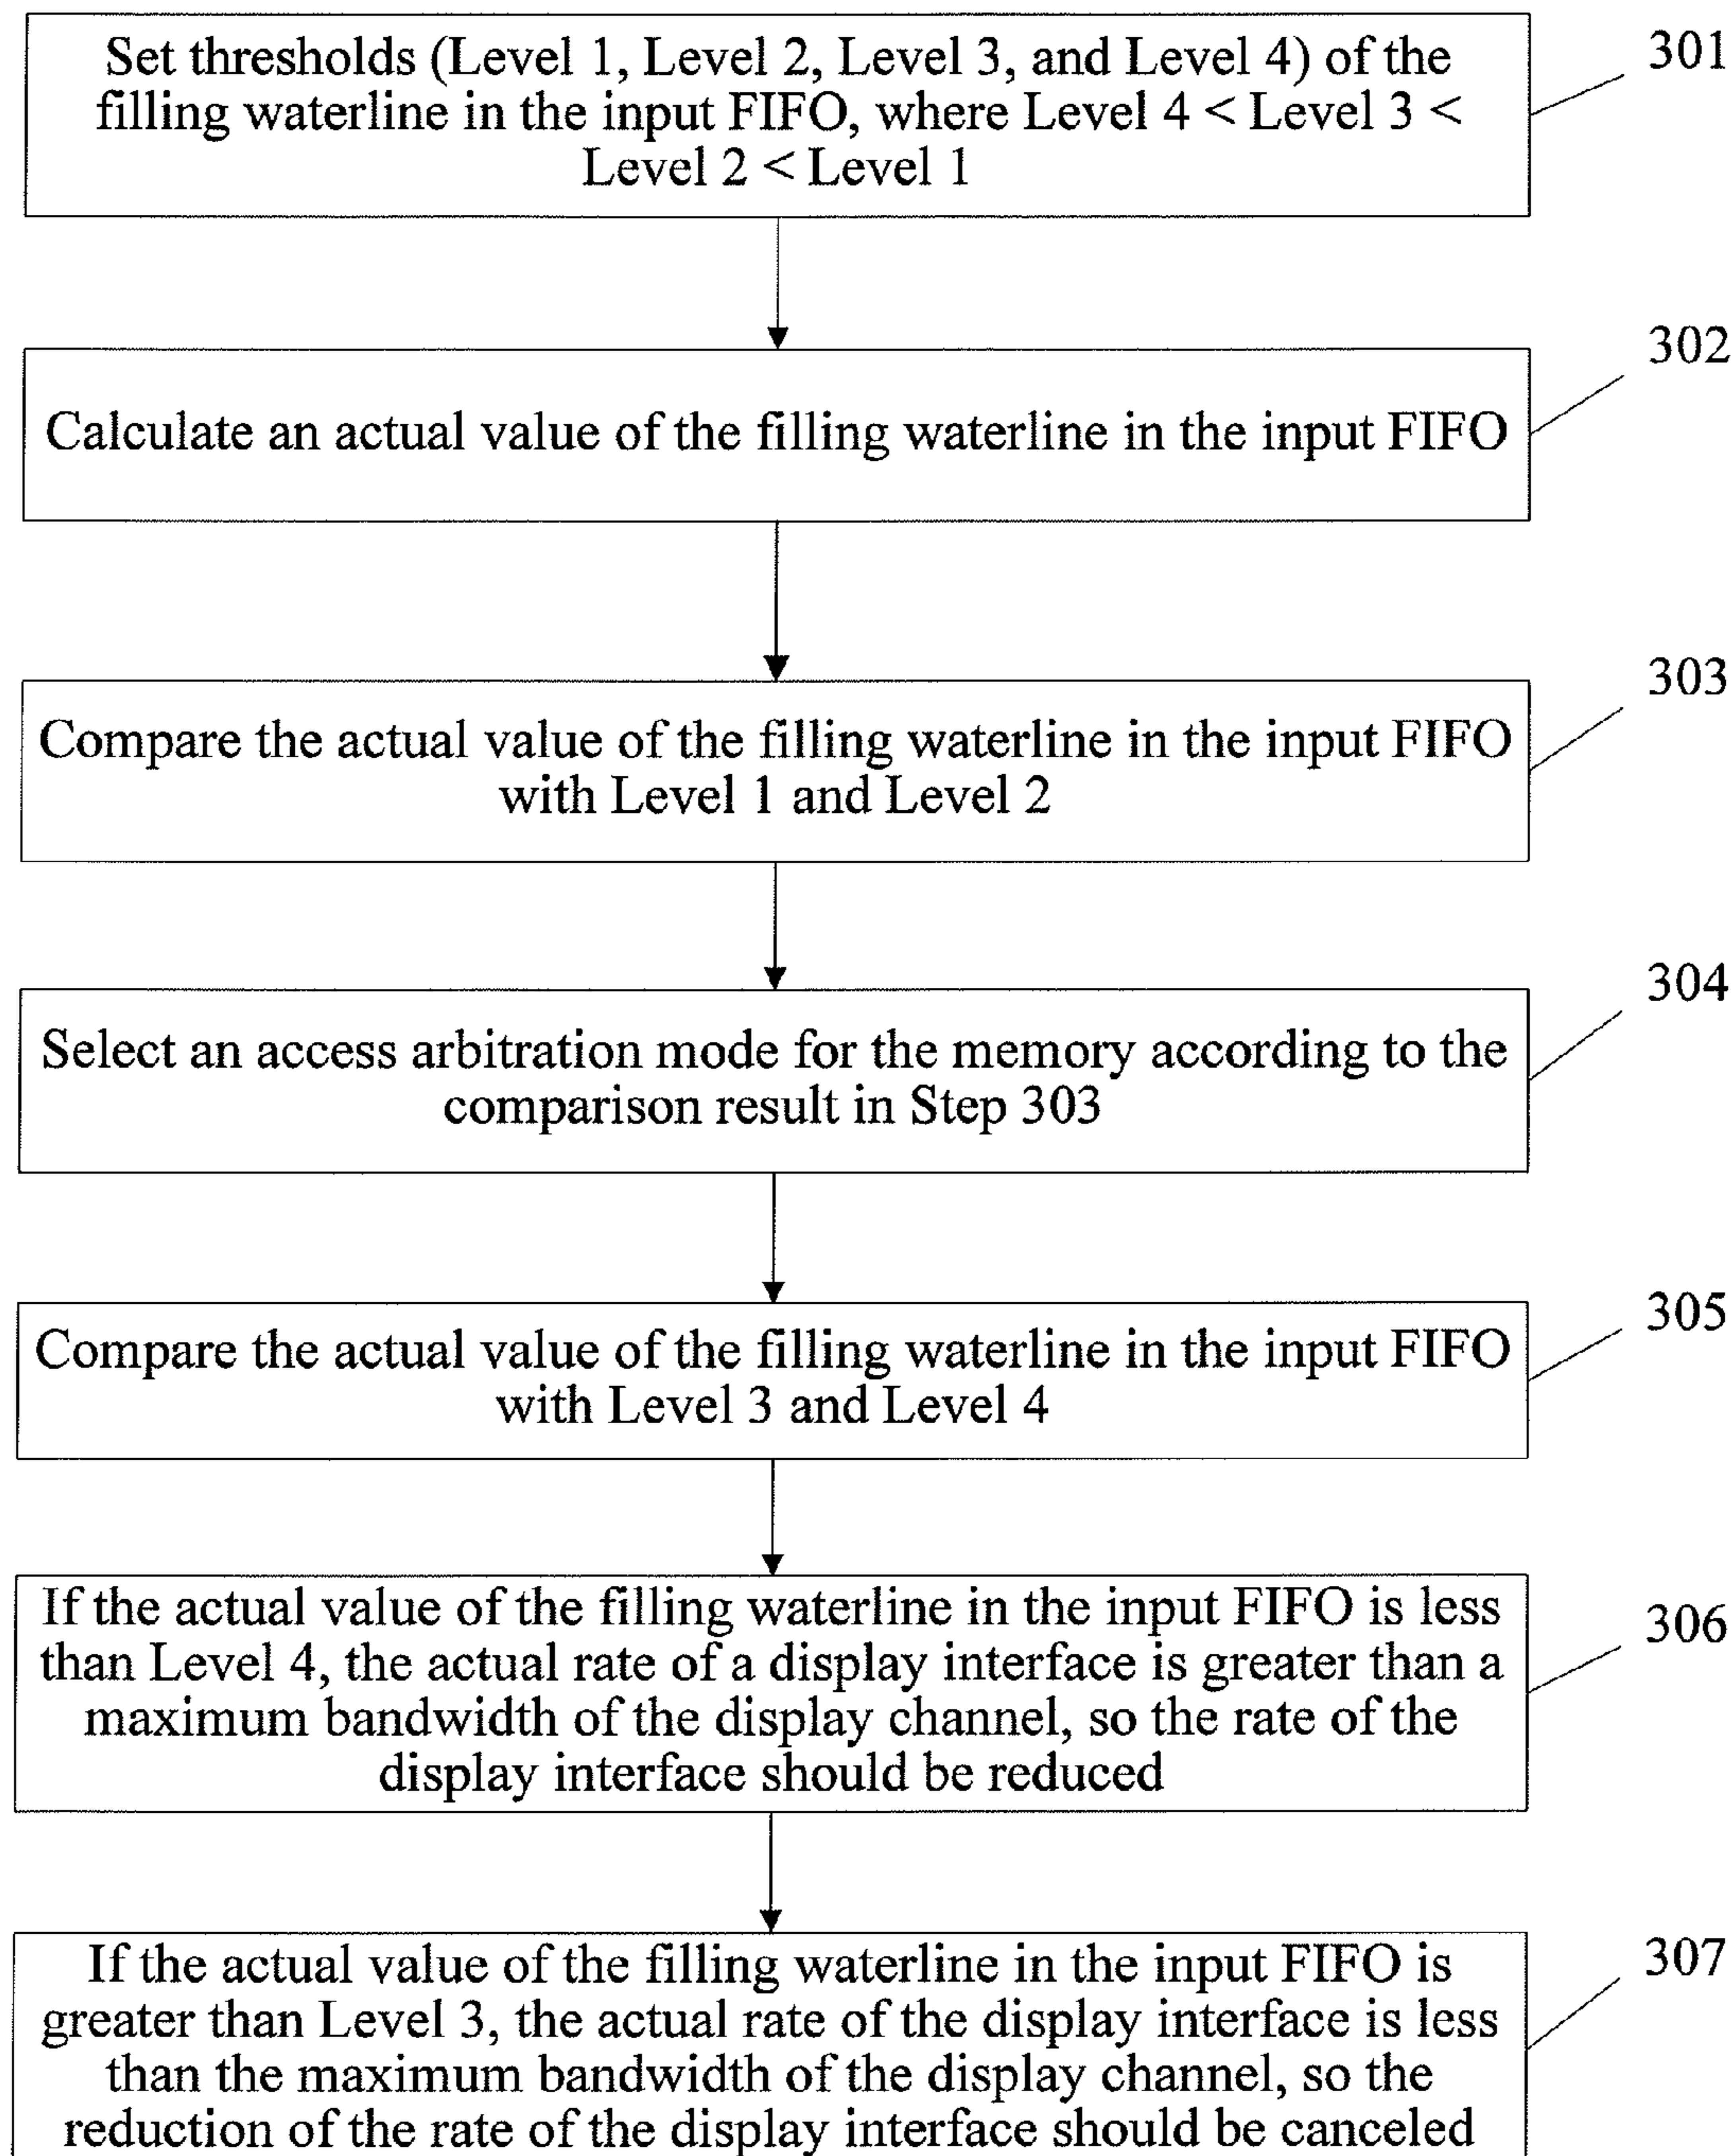 Set thresholds (Level 1, Level 2, Level 3, and Level 4) of the
filling waterline in the input FIFO, where Level 4 < Level 3 <
Level 2 < Level 1
301
Calculate an actual value of the filling waterline in the input FIFO
302
Compare the actual value of the filling waterline in the input FIFO
with Level 1 and Level 2
303
Select an access arbitration mode for the memory according to the
comparison result in Step 303
304
Compare the actual value of the filling waterline in the input FIFO
with Level 3 and Level 4
305
If the actual value of the filling waterline in the input FIFO is less
than Level 4, the actual rate of a display interface is greater than a
maximum bandwidth of the display channel, so the rate of the
display interface should be reduced
306
If the actual value of the filling waterline in the input FIFO is
greater than Level 3, the actual rate of the display interface is less
than the maximum bandwidth of the display channel, so the
reduction of the rate of the display interface should be canceled
307